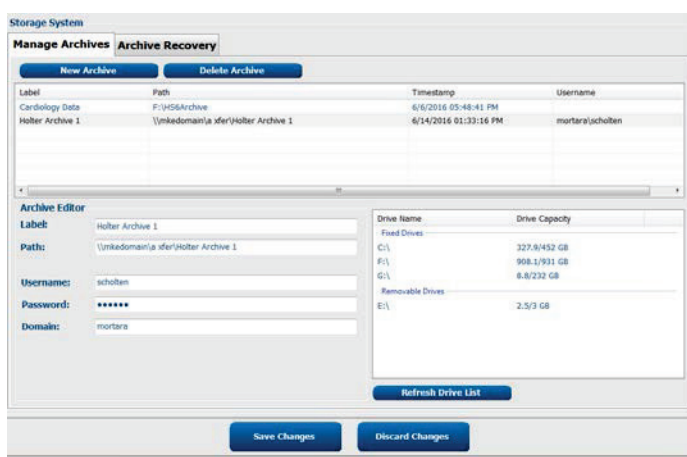 Storage System
Manage Archives Archive Recovery
New Archive Delete Archive
Label Path Timestamp Username
Cardiology Data F:\HS6Archive 6/6/2016 05:48:41 PM
Holter Archive 1 \\mkedomain\a xfer\Holter Archive 1 6/14/2016 01:33:16 PM mortara\scholten
Archive Editor
Label: Holter Archive 1
Path: \\mkedomain\a xfer\Holter Archive 1
Username: scholten
Password: ••••••
Domain: mortara
Drive Name Drive Capacity
Fixed Drives
C:\ 327.9/452 GB
F:\ 908.1/931 GB
G:\ 8.8/232 GB
Removable Drives
E:\ 2.5/3 GB
Refresh Drive List
Save Changes Discard Changes